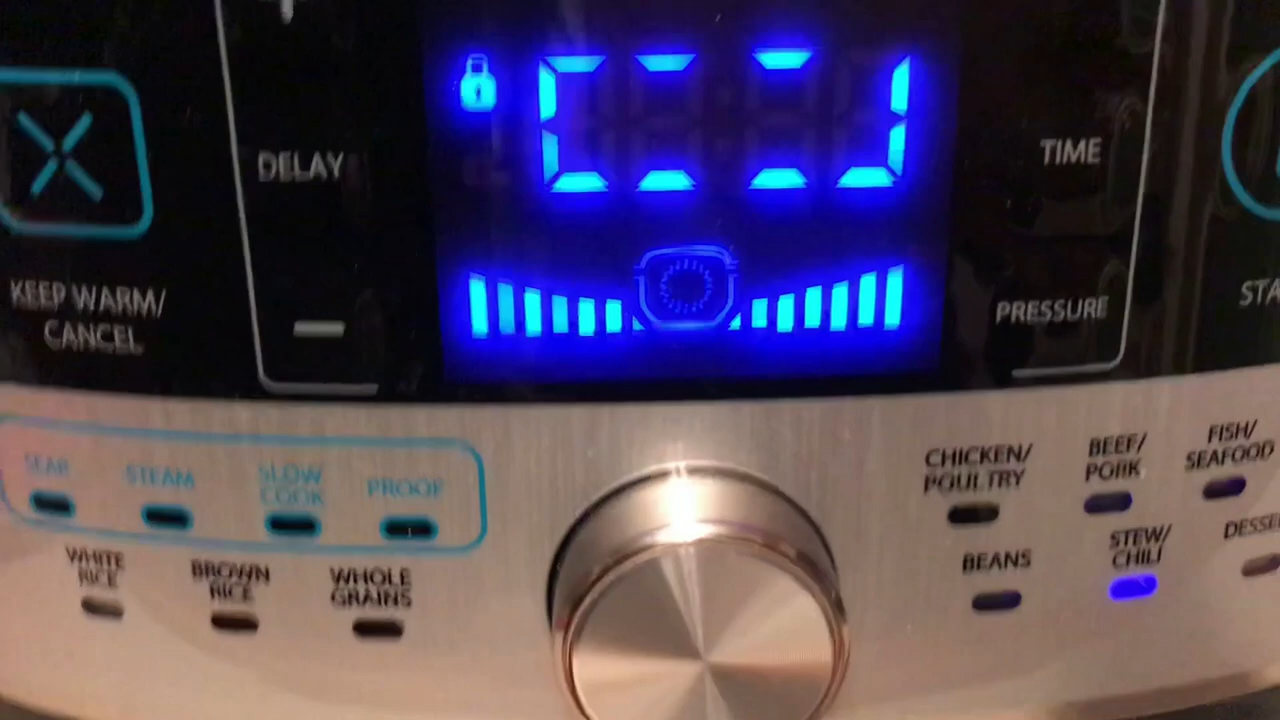 DELAY
TIME
KEEP WARM/
CANCEL
PRESSURE
STA
SEAR
STEAM
SLOW
COOK
PROOF
WHITE
RICE
BROWN
RICE
WHOLE
GRAINS
CHICKEN/
POULTRY
BEEF/
PORK
FISH/
SEAFOOD
BEANS
STEW/
CHILI
DESSE